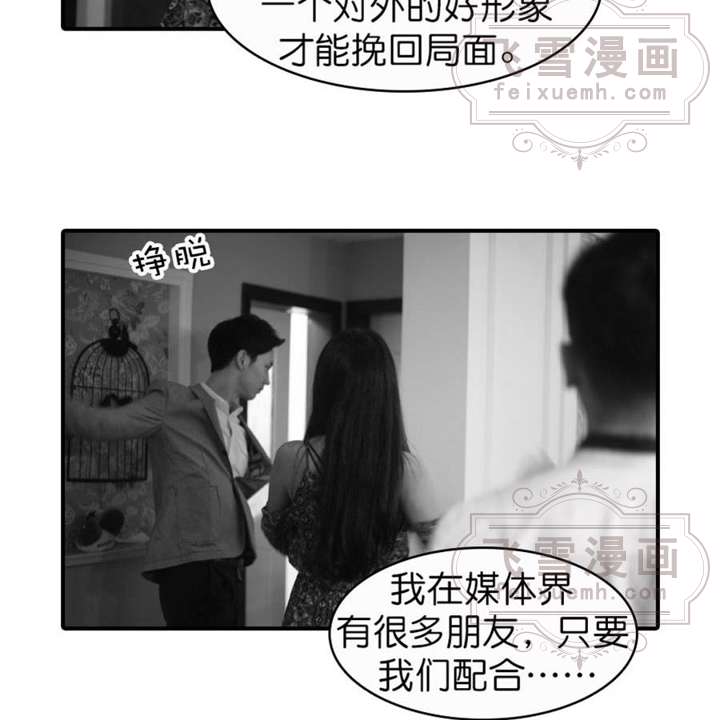 一个对外的好形象
才能挽回局面。
飞雪漫画
feixuemh.com
挣脱
飞雪漫画
feixuemh.com
我在媒体界
有很多朋友，只要
我们配合……